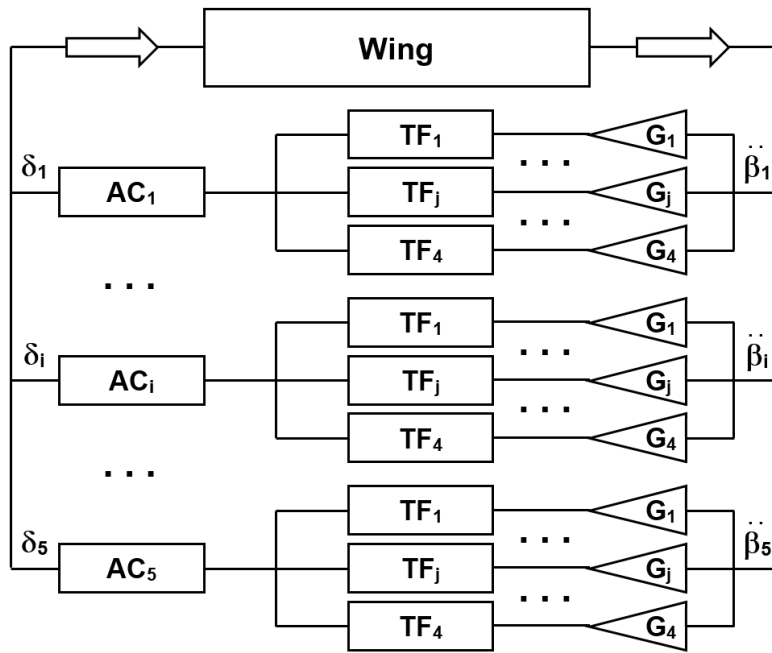 Wing
TF₁ G₁
. . .
δ₁ AC₁ TFⱼ Gⱼ β̈₁
. . .
TF₄ G₄
. . .
TF₁ G₁
. . .
δᵢ ACᵢ TFⱼ Gⱼ β̈ᵢ
. . .
TF₄ G₄
. . .
TF₁ G₁
. . .
δ₅ AC₅ TFⱼ Gⱼ β̈₅
. . .
TF₄ G₄